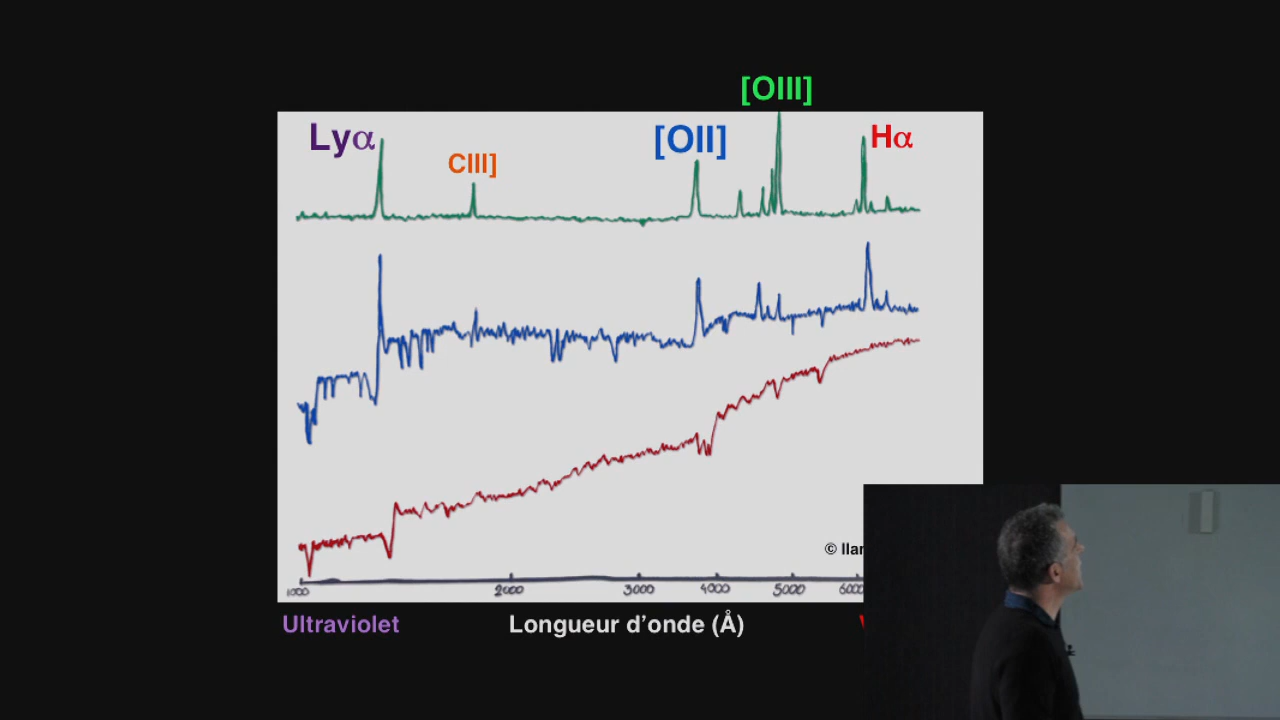 [OIII]
Lyα
CIII]
[OII]
Hα
1000 2000 3000 4000 5000
Ultraviolet
Longueur d’onde (Å)